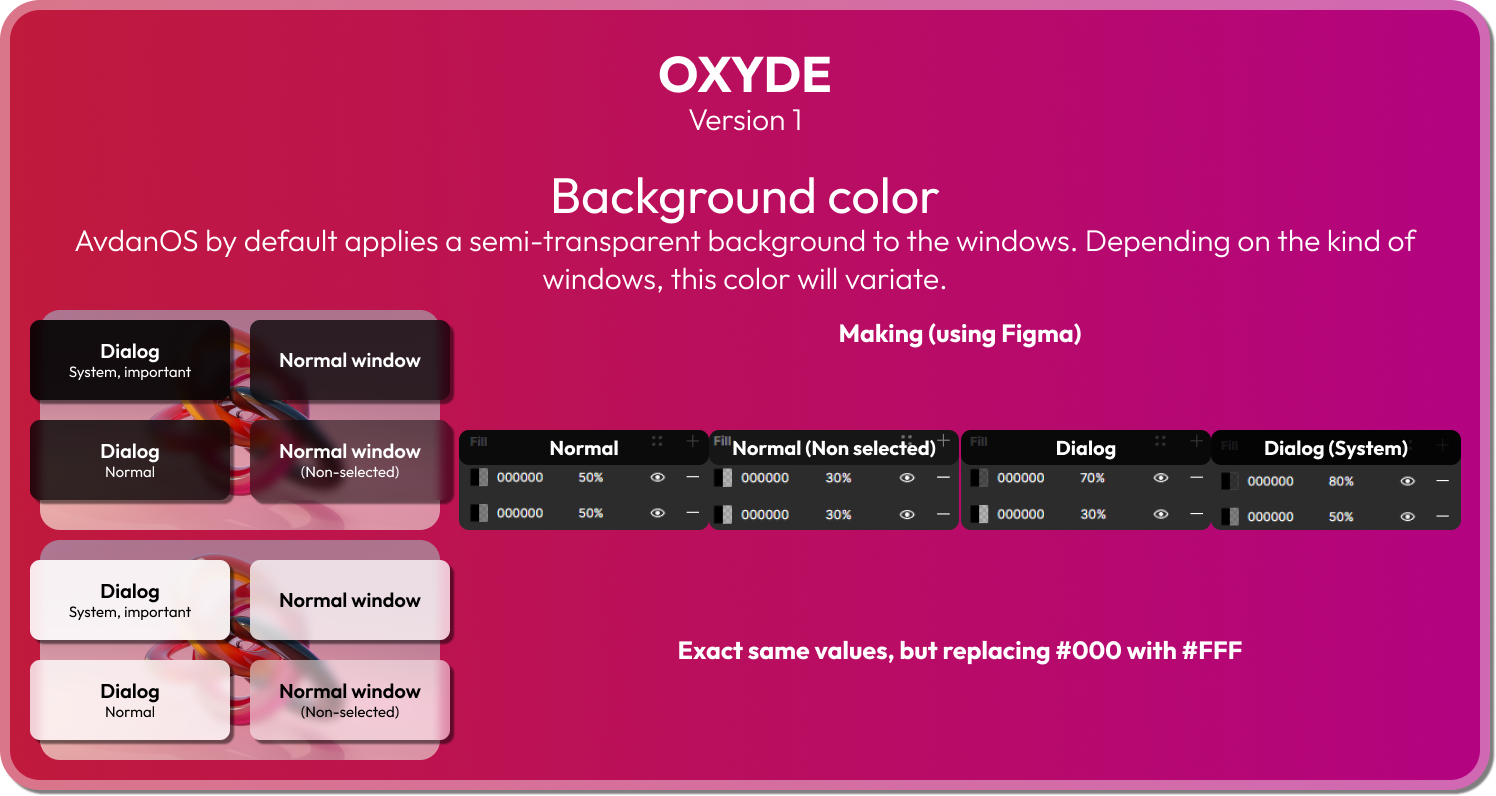 OXYDE
Version 1
Background color
AvdanOS by default applies a semi-transparent background to the windows. Depending on the kind of
windows, this color will variate.
Dialog
System, important
Normal window
Dialog
Normal
Normal window
(Non-selected)
Making (using Figma)
Fill
Normal
000000 50%
000000 50%
Fill
Normal (Non selected)
000000 30%
000000 30%
Fill
Dialog
000000 70%
000000 30%
Fill
Dialog (System)
000000 80%
000000 50%
Dialog
System, important
Normal window
Dialog
Normal
Normal window
(Non-selected)
Exact same values, but replacing #000 with #FFF